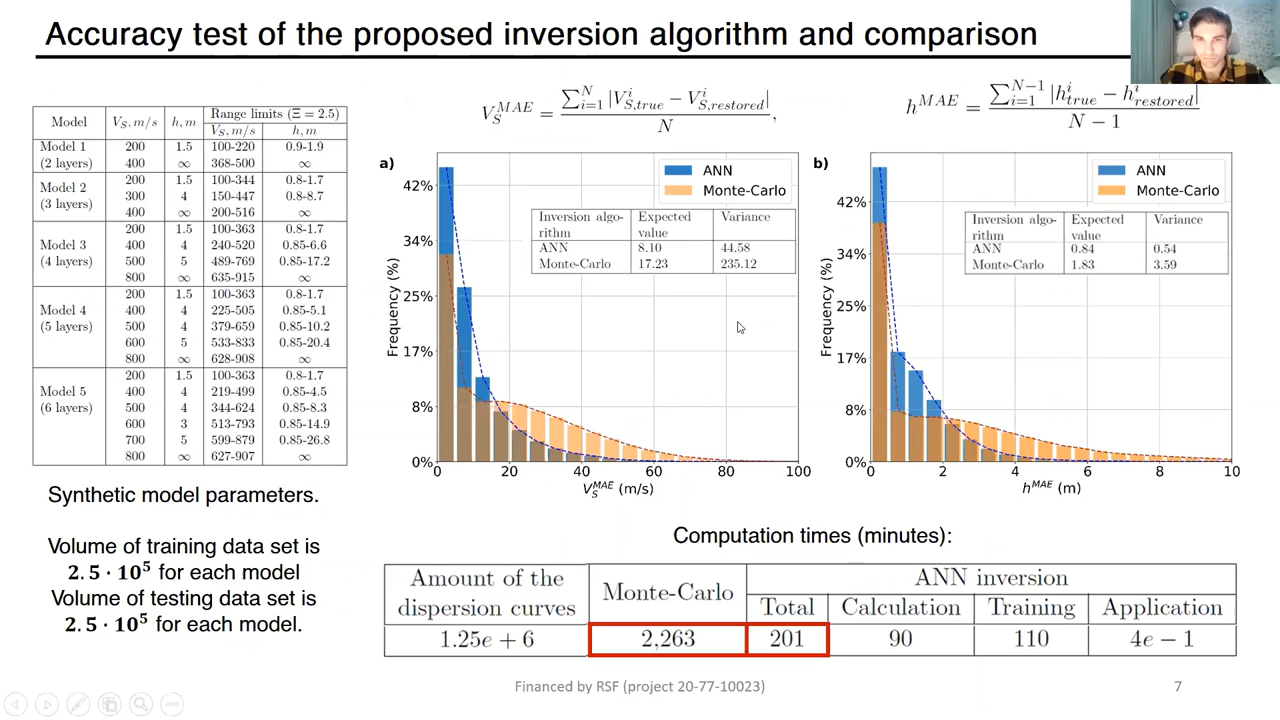 Accuracy test of the proposed inversion algorithm and comparison
Model V_S, m/s h, m Range limits (Ξ = 2.5)
V_S, m/s h, m
Model 1 200 1.5 100-220 0.9-1.9
(2 layers) 400 ∞ 368-500 ∞
Model 2 200 1.5 100-344 0.8-1.7
(3 layers) 300 4 150-447 0.8-8.7
400 ∞ 200-516 ∞
Model 3 200 1.5 100-363 0.8-1.7
(4 layers) 400 4 240-520 0.85-6.6
500 5 489-769 0.85-17.2
800 ∞ 635-915 ∞
Model 4 200 1.5 100-363 0.8-1.7
(5 layers) 400 4 225-505 0.85-5.1
500 4 379-659 0.85-10.2
600 5 533-833 0.85-20.4
800 ∞ 628-908 ∞
Model 5 200 1.5 100-363 0.8-1.7
(6 layers) 400 4 219-499 0.85-4.5
500 4 344-624 0.85-8.3
600 3 513-793 0.85-14.9
700 5 599-879 0.85-26.8
800 ∞ 627-907 ∞
Synthetic model parameters.
Volume of training data set is
2.5 · 10^5 for each model
Volume of testing data set is
2.5 · 10^5 for each model.
V_S^MAE = ∑_{i=1}^{N} |V^i_{S,true} − V^i_{S,restored}| / N,
h^MAE = ∑_{i=1}^{N−1} |h^i_{true} − h^i_{restored}| / N − 1
a)
ANN
Monte-Carlo
Inversion algo- Expected Variance
rithm value
ANN 8.10 44.58
Monte-Carlo 17.23 235.12
Frequency (%)
42%
34%
25%
17%
8%
0%
0 20 40 60 80 100
V_S^MAE (m/s)
b)
ANN
Monte-Carlo
Inversion algo- Expected Variance
rithm value
ANN 0.84 0.54
Monte-Carlo 1.83 3.59
Frequency (%)
42%
34%
25%
17%
8%
0%
0 2 4 6 8 10
h^MAE (m)
Computation times (minutes):
Amount of the Monte-Carlo ANN inversion
dispersion curves Total Calculation Training Application
1.25e + 6 2,263 201 90 110 4e − 1
Financed by RSF (project 20-77-10023)
7